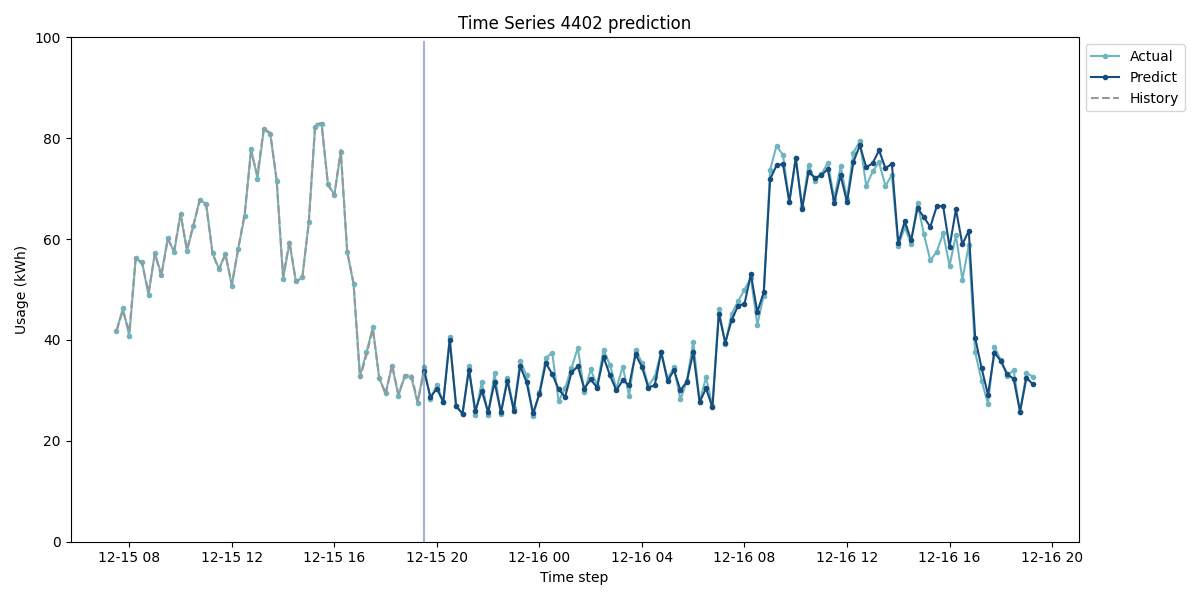 Time Series 4402 prediction
100
80
60
40
20
0
Usage (kWh)
12-15 08
12-15 12
12-15 16
12-15 20
12-16 00
12-16 04
12-16 08
12-16 12
12-16 16
12-16 20
Time step
Actual
Predict
History